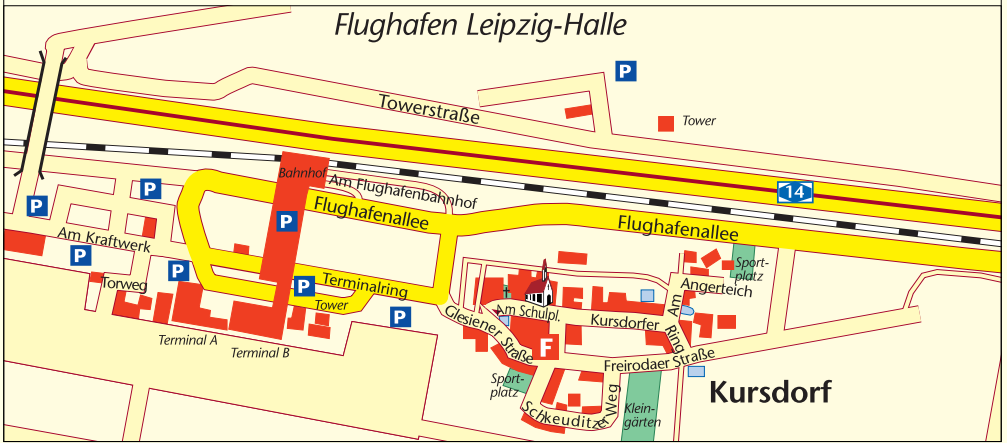 Flughafen Leipzig-Halle
P
Towerstraße
Tower
14
Bahnhof
Am Flughafenbahnhof
P
P
P
Flughafenallee
Flughafenallee
Am Kraftwerk
P
P
Torweg
P
Terminalring
Tower
P
Terminal A
Terminal B
Sport-
platz
Angerteich
Am
Ring
Am Schulpl.
Kursdorfer
Glesiener Straße
F
Freirodaer Straße
Sport-
platz
Schkeuditzer Weg
Klein-
gärten
Kursdorf